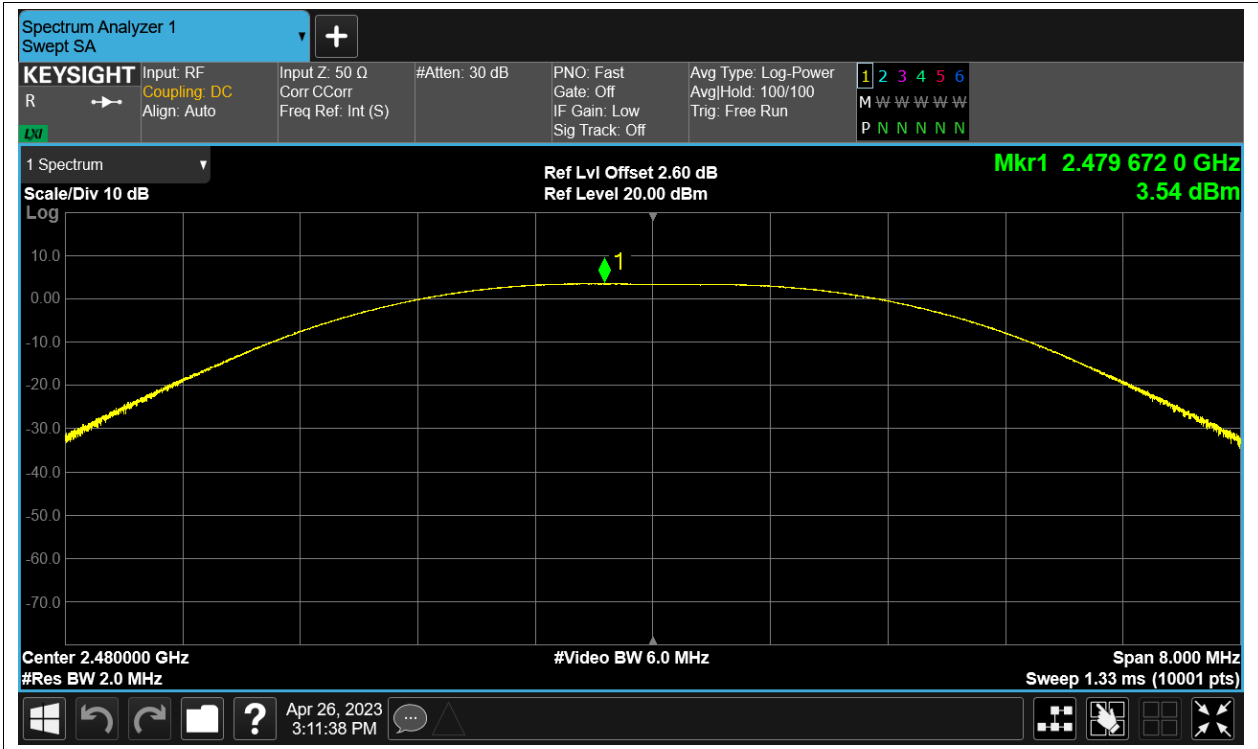 Spectrum Analyzer 1
Swept SA
KEYSIGHT
R
LXI
Input: RF
Coupling: DC
Align: Auto
Input Z: 50 Ω
Corr CCorr
Freq Ref: Int (S)
#Atten: 30 dB
PNO: Fast
Gate: Off
IF Gain: Low
Sig Track: Off
Avg Type: Log-Power
Avg|Hold: 100/100
Trig: Free Run
1 2 3 4 5 6
M W W W W W
P N N N N N
1 Spectrum
Scale/Div 10 dB
Log
Ref Lvl Offset 2.60 dB
Ref Level 20.00 dBm
Mkr1 2.479 672 0 GHz
3.54 dBm
1
10.0
0.00
-10.0
-20.0
-30.0
-40.0
-50.0
-60.0
-70.0
Center 2.480000 GHz
#Res BW 2.0 MHz
#Video BW 6.0 MHz
Span 8.000 MHz
Sweep 1.33 ms (10001 pts)
?
Apr 26, 2023
3:11:38 PM